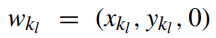 w_{k_l} = (x_{k_l}, y_{k_l}, 0)